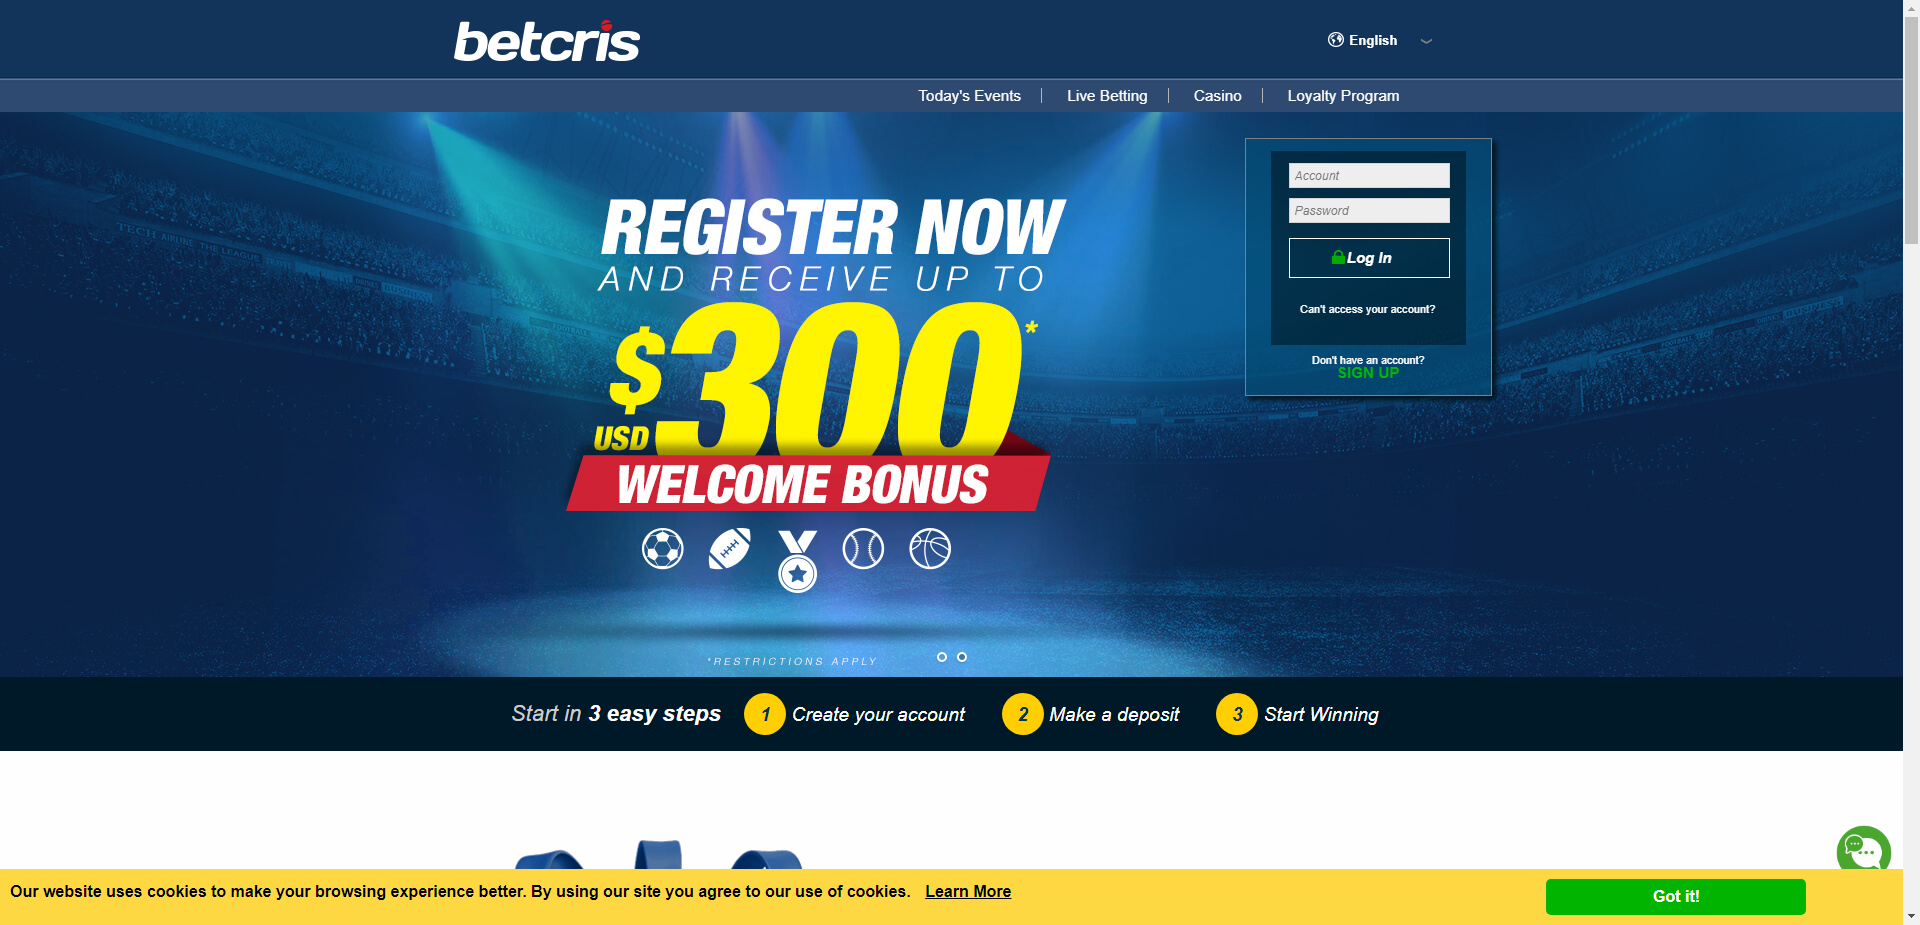 betcris
English
Today's Events
Live Betting
Casino
Loyalty Program
REGISTER NOW
AND RECEIVE UP TO
USD $300*
WELCOME BONUS
*RESTRICTIONS APPLY
Account
Password
Log In
Can't access your account?
Don't have an account?
SIGN UP
Start in 3 easy steps
1 Create your account
2 Make a deposit
3 Start Winning
Our website uses cookies to make your browsing experience better. By using our site you agree to our use of cookies. Learn More
Got it!